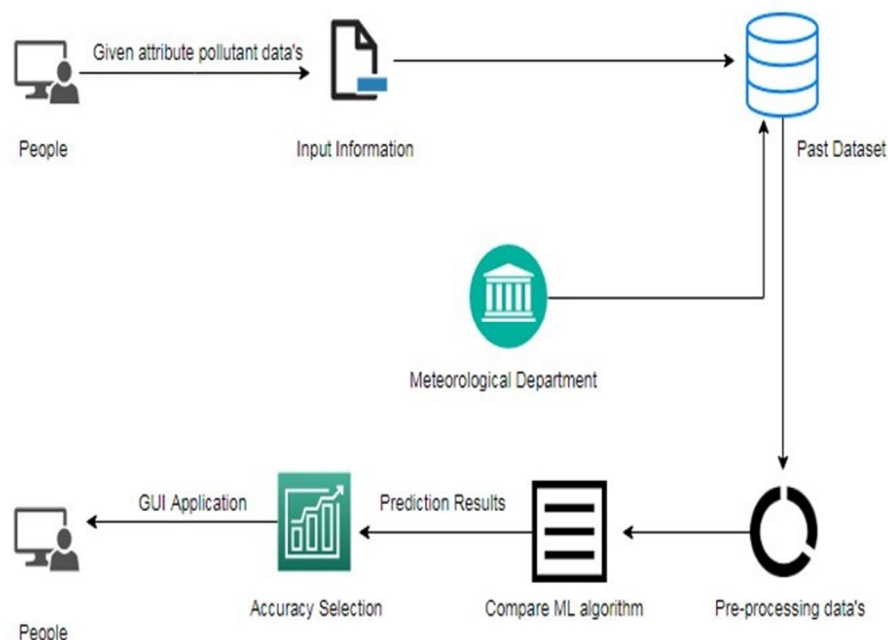 Given attribute pollutant data's
People
Input Information
Past Dataset
Meteorological Department
GUI Application
Prediction Results
Accuracy Selection
Compare ML algorithm
Pre-processing data's
People